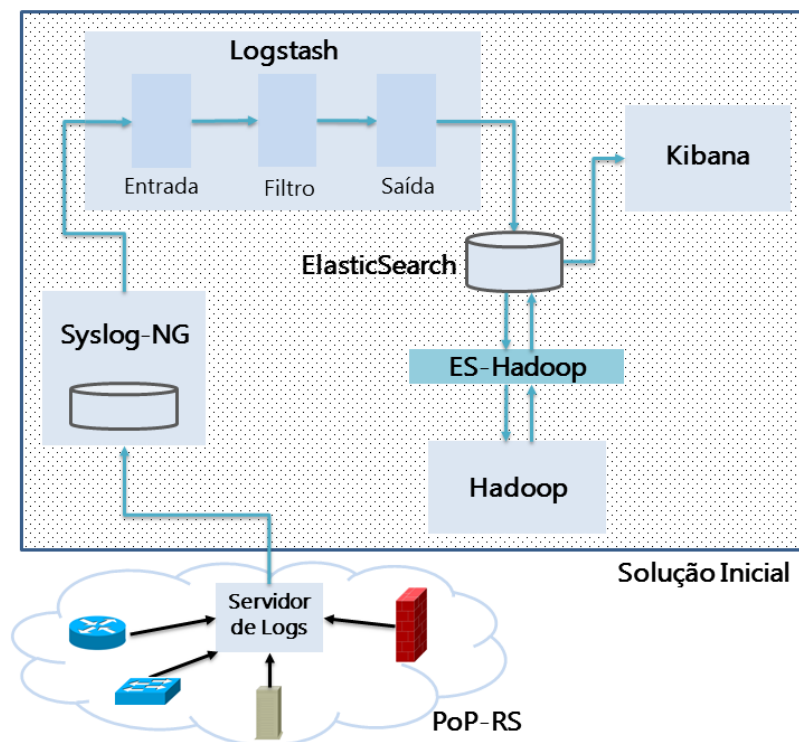 Logstash
Entrada
Filtro
Saída
Kibana
ElasticSearch
Syslog-NG
ES-Hadoop
Hadoop
Solução Inicial
Servidor
de Logs
PoP-RS